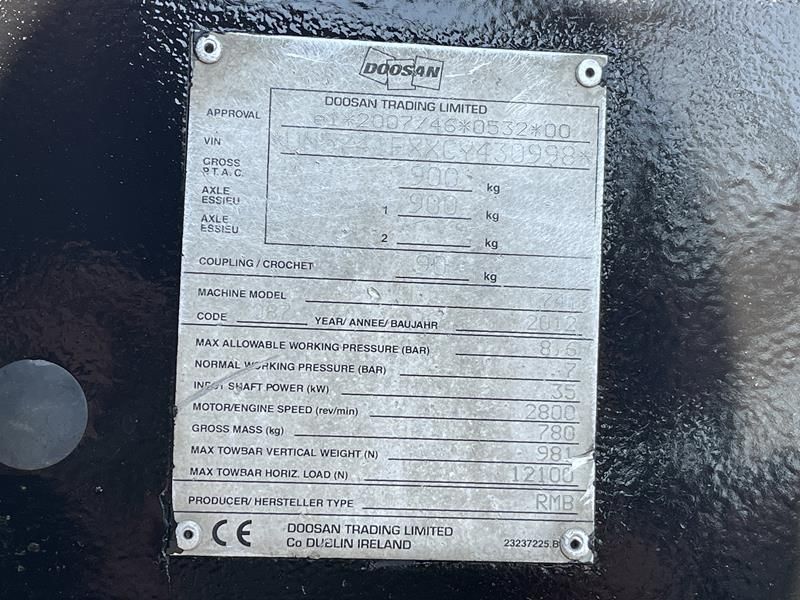 DOOSAN
DOOSAN TRADING LIMITED
APPROVAL e1*2007/46*0532*00
VIN
GROSS P.T.A.C. 900 kg
AXLE ESSIEU 1 900 kg
AXLE ESSIEU 2 kg
COUPLING / CROCHET 90 kg
MACHINE MODEL 741
CODE YEAR/ ANNEE/ BAUJAHR 2012
MAX ALLOWABLE WORKING PRESSURE (BAR) 8,6
NORMAL WORKING PRESSURE (BAR) 7
INPUT SHAFT POWER (kW) 35
MOTOR/ENGINE SPEED (rev/min) 2800
GROSS MASS (kg) 780
MAX TOWBAR VERTICAL WEIGHT (N) 981
MAX TOWBAR HORIZ. LOAD (N) 12100
PRODUCER/ HERSTELLER TYPE RMB
CE DOOSAN TRADING LIMITED
Co DUBLIN IRELAND 23237225.B